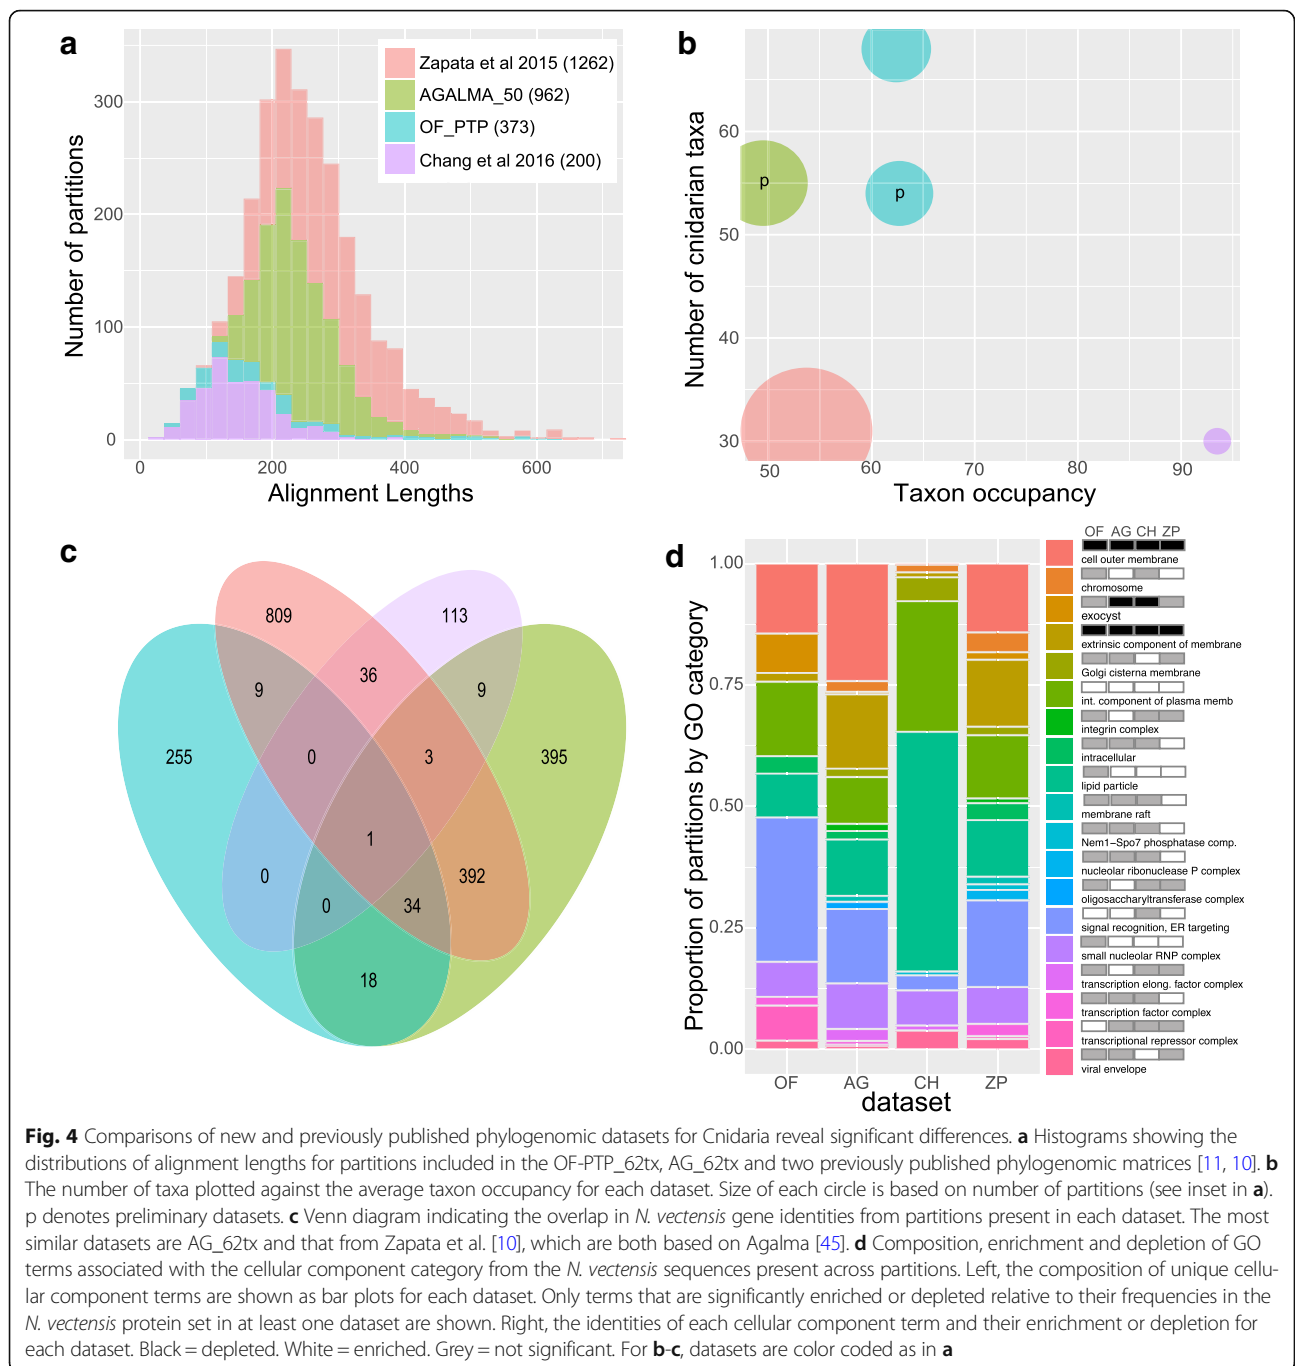 a
Number of partitions
300
200
100
0
0 200 400 600
Alignment Lengths
Zapata et al 2015 (1262)
AGALMA_50 (962)
OF_PTP (373)
Chang et al 2016 (200)
b
Number of cnidarian taxa
60
50
40
30
p
p
50 60 70 80 90
Taxon occupancy
c
809
113
9
36
9
255
0
3
395
1
0
392
0
34
18
d
Proportion of partitions by GO category
1.00
0.75
0.50
0.25
0.00
OF AG CH ZP
dataset
OF AG CH ZP
cell outer membrane
chromosome
exocyst
extrinsic component of membrane
Golgi cisterna membrane
int. component of plasma memb
integrin complex
intracellular
lipid particle
membrane raft
Nem1−Spo7 phosphatase comp.
nucleolar ribonuclease P complex
oligosaccharyltransferase complex
signal recognition, ER targeting
small nucleolar RNP complex
transcription elong. factor complex
transcription factor complex
transcriptional repressor complex
viral envelope
Fig. 4 Comparisons of new and previously published phylogenomic datasets for Cnidaria reveal significant differences. a Histograms showing the
distributions of alignment lengths for partitions included in the OF-PTP_62tx, AG_62tx and two previously published phylogenomic matrices [11, 10]. b
The number of taxa plotted against the average taxon occupancy for each dataset. Size of each circle is based on number of partitions (see inset in a).
p denotes preliminary datasets. c Venn diagram indicating the overlap in N. vectensis gene identities from partitions present in each dataset. The most
similar datasets are AG_62tx and that from Zapata et al. [10], which are both based on Agalma [45]. d Composition, enrichment and depletion of GO
terms associated with the cellular component category from the N. vectensis sequences present across partitions. Left, the composition of unique cellu-
lar component terms are shown as bar plots for each dataset. Only terms that are significantly enriched or depleted relative to their frequencies in the
N. vectensis protein set in at least one dataset are shown. Right, the identities of each cellular component term and their enrichment or depletion for
each dataset. Black = depleted. White = enriched. Grey = not significant. For b-c, datasets are color coded as in a